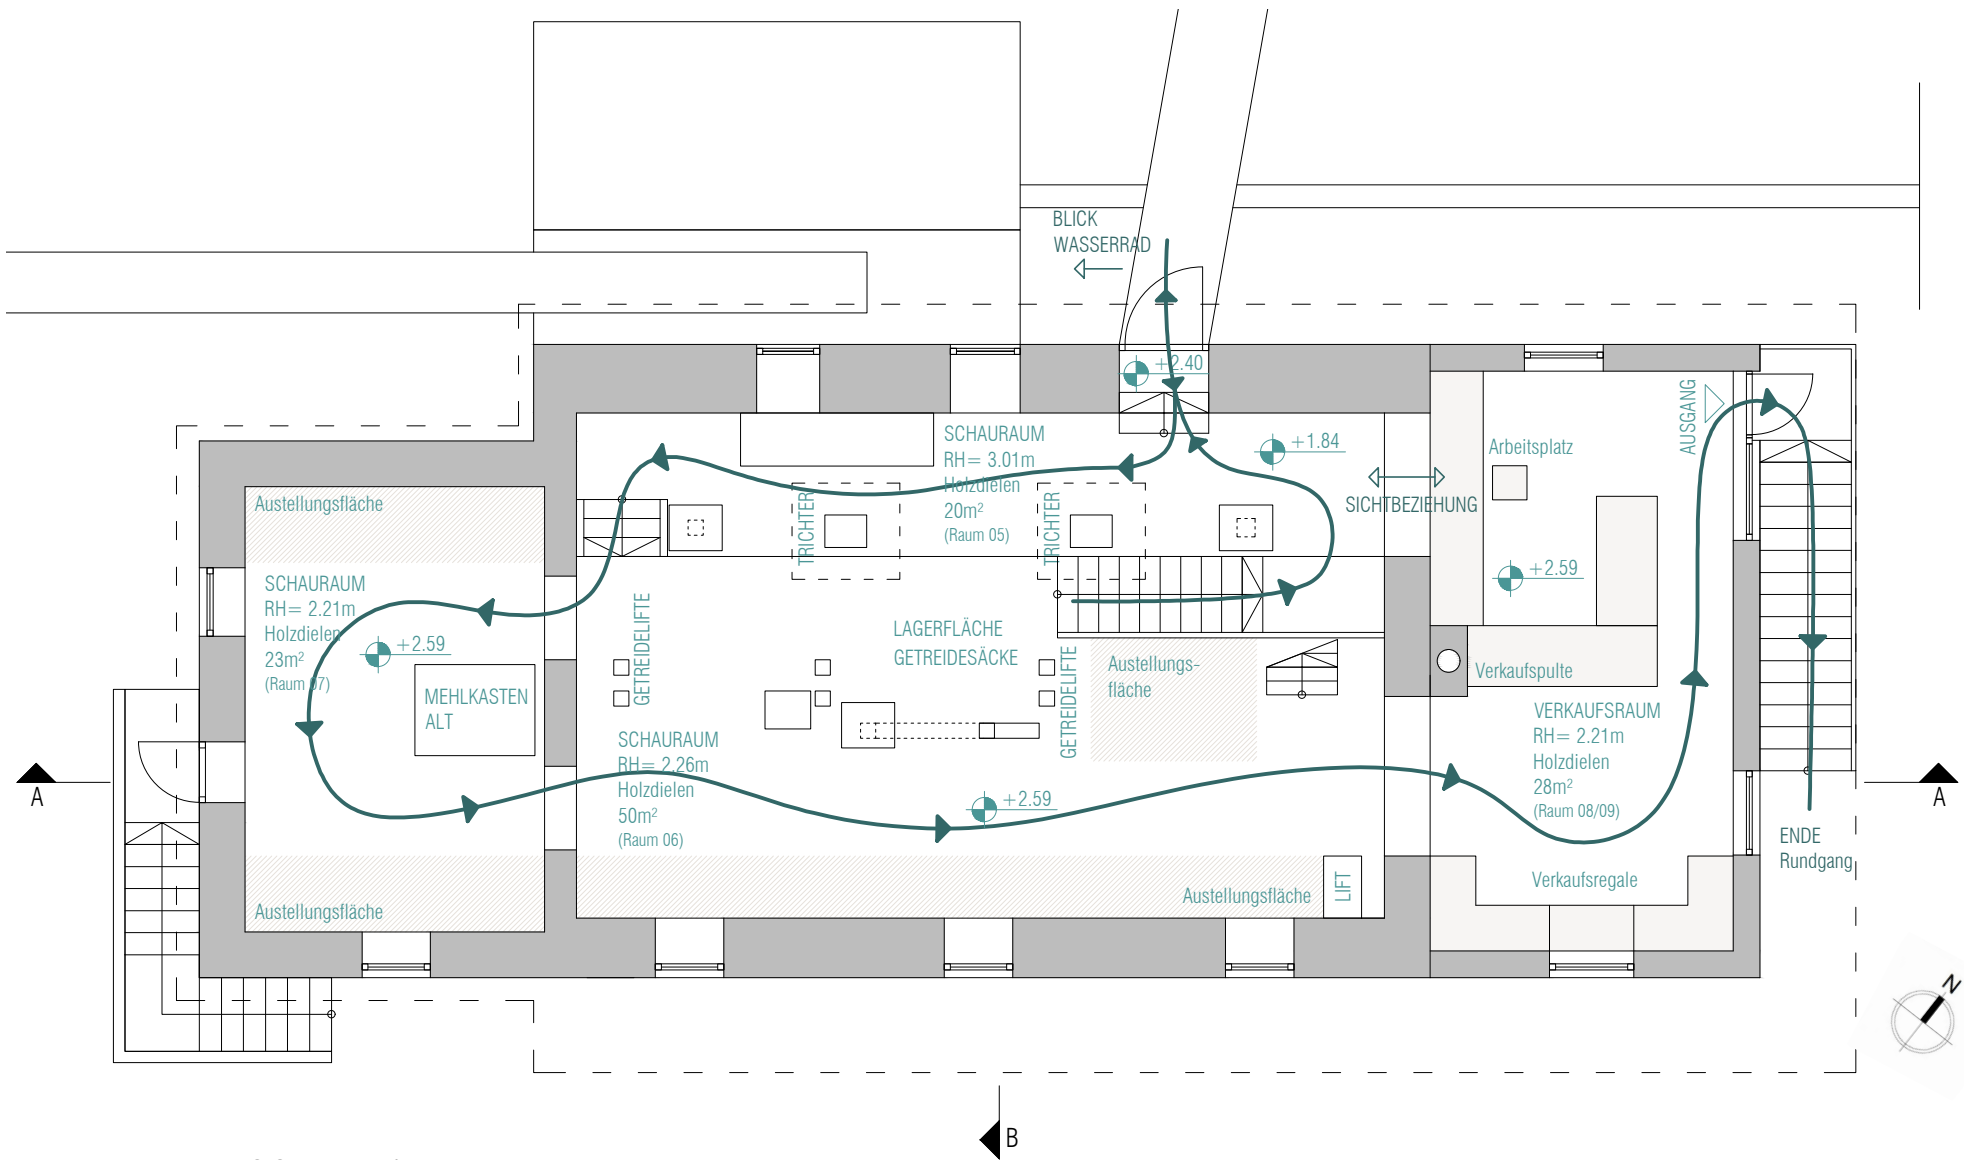 BLICK
WASSERRAD
+2.40
SCHAURAUM
RH= 3.01m
Holzdielen
20m²
(Raum 05)
+1.84
SICHTBEZIEHUNG
AUSGANG
Arbeitsplatz
+2.59
Verkaufspulte
VERKAUFSRAUM
RH= 2.21m
Holzdielen
28m²
(Raum 08/09)
Verkaufsregale
ENDE
Rundgang
Austellungsfläche
SCHAURAUM
RH= 2.21m
Holzdielen
23m²
(Raum 07)
+2.59
MEHLKASTEN
ALT
Austellungsfläche
TRICHTER
TRICHTER
GETREIDELIFTE
LAGERFLÄCHE
GETREIDESÄCKE
GETREIDELIFTE
Austellungs-
fläche
SCHAURAUM
RH= 2.26m
Holzdielen
50m²
(Raum 06)
+2.59
Austellungsfläche
LIFT
A
A
B
N